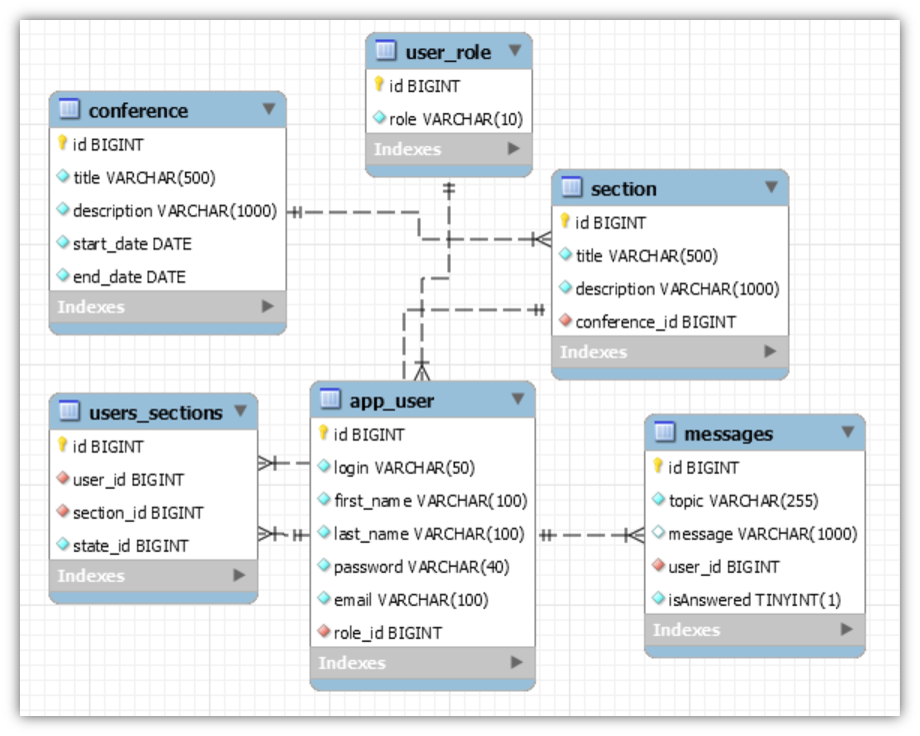 user_role
id BIGINT
role VARCHAR(10)
Indexes
conference
id BIGINT
title VARCHAR(500)
description VARCHAR(1000)
start_date DATE
end_date DATE
Indexes
section
id BIGINT
title VARCHAR(500)
description VARCHAR(1000)
conference_id BIGINT
Indexes
users_sections
id BIGINT
user_id BIGINT
section_id BIGINT
state_id BIGINT
Indexes
app_user
id BIGINT
login VARCHAR(50)
first_name VARCHAR(100)
last_name VARCHAR(100)
password VARCHAR(40)
email VARCHAR(100)
role_id BIGINT
Indexes
messages
id BIGINT
topic VARCHAR(255)
message VARCHAR(1000)
user_id BIGINT
isAnswered TINYINT(1)
Indexes